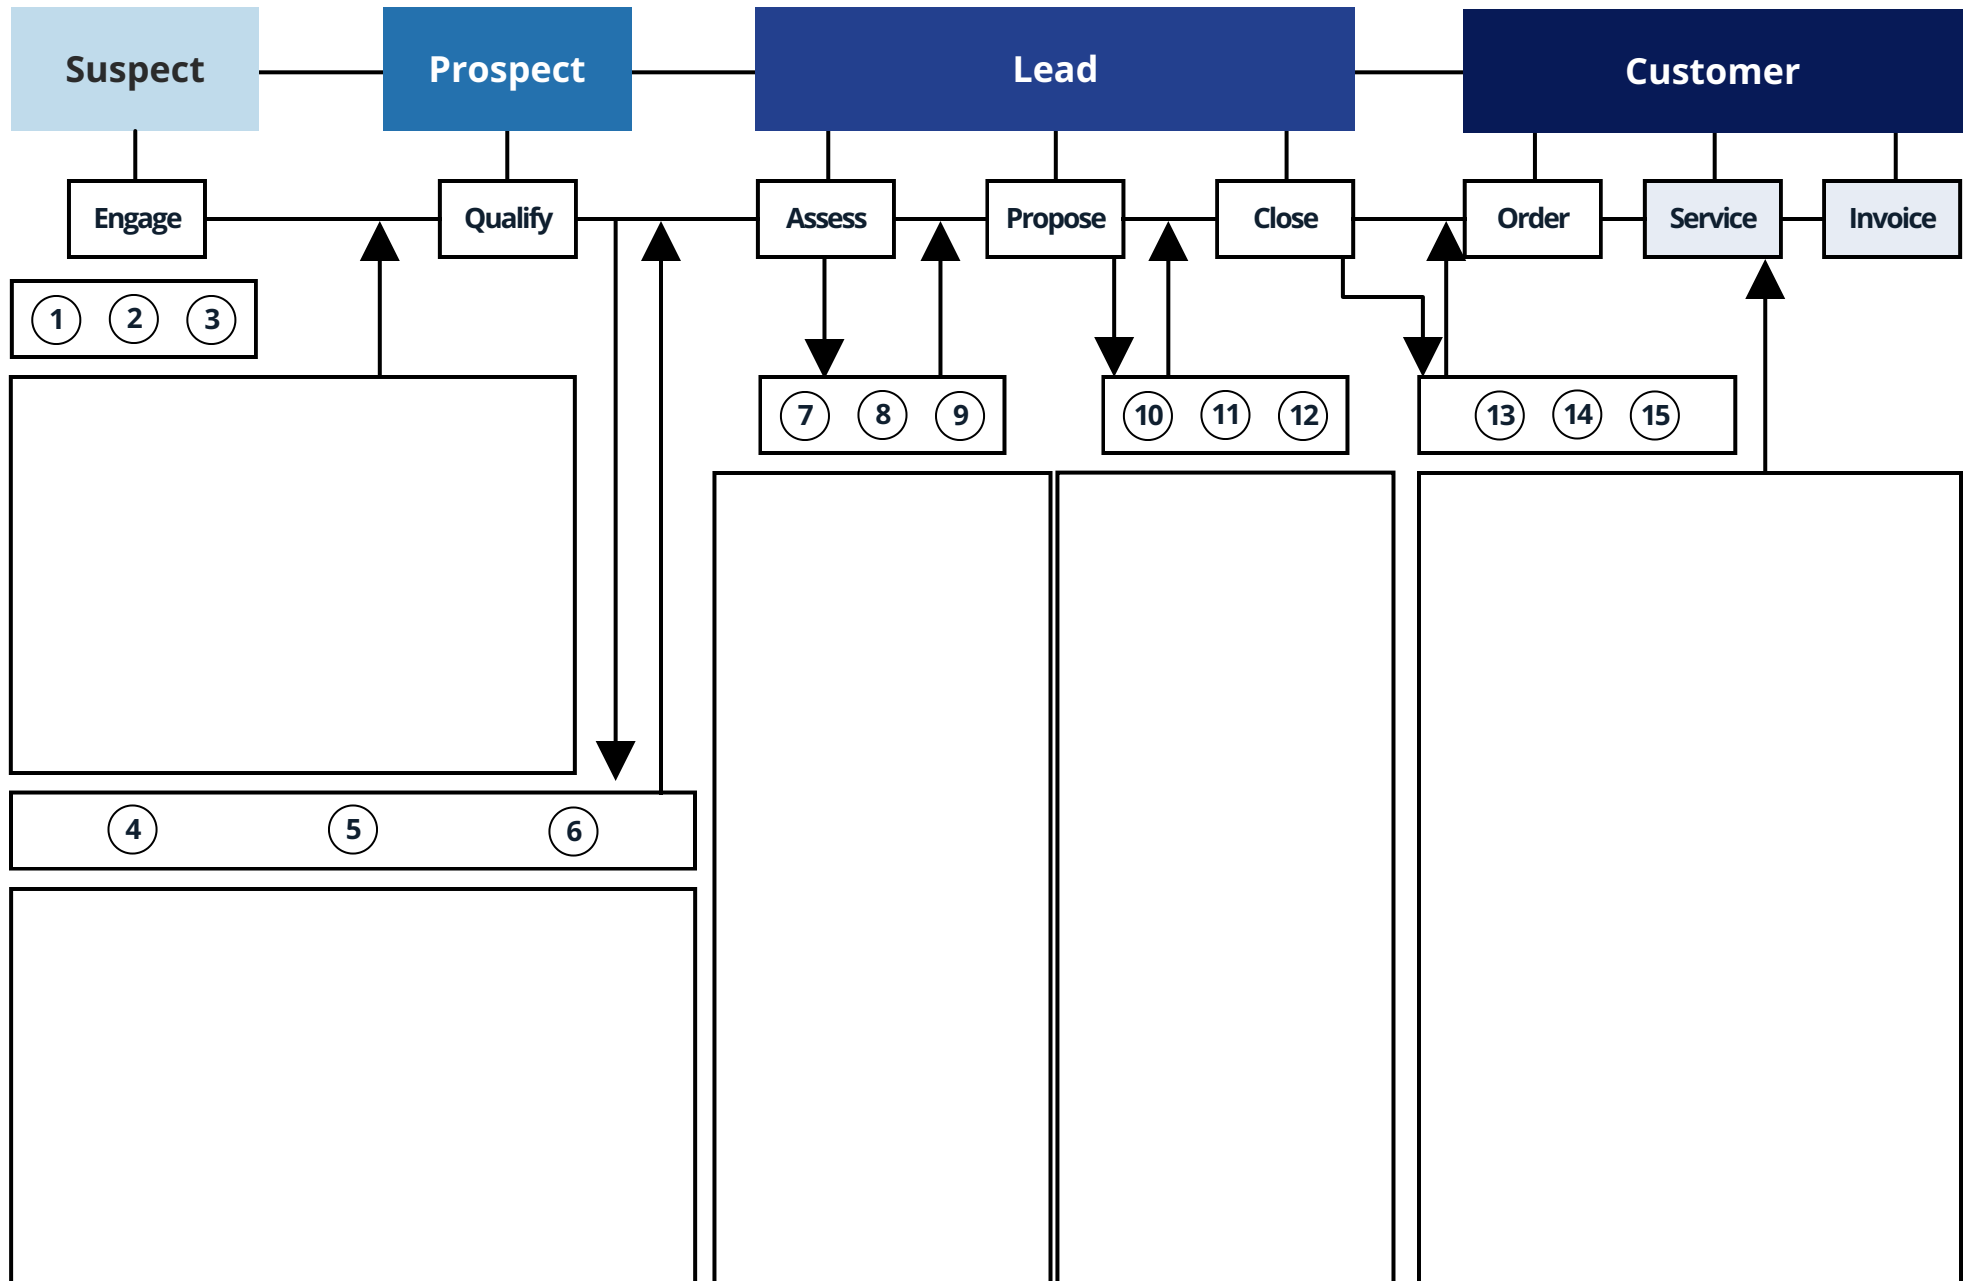 Suspect
Prospect
Lead
Customer
Engage
Qualify
Assess
Propose
Close
Order
Service
Invoice
1 2 3
7 8 9
10 11 12
13 14 15
4 5 6